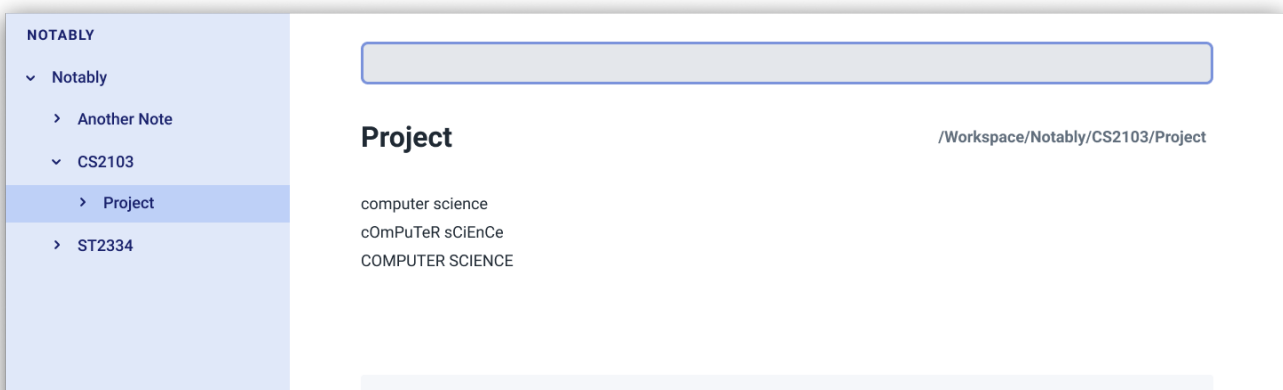 NOTABLY
Notably
Another Note
CS2103
Project
ST2334
Project
/Workspace/Notably/CS2103/Project
computer science
cOmPuTeR sCiEnCe
COMPUTER SCIENCE